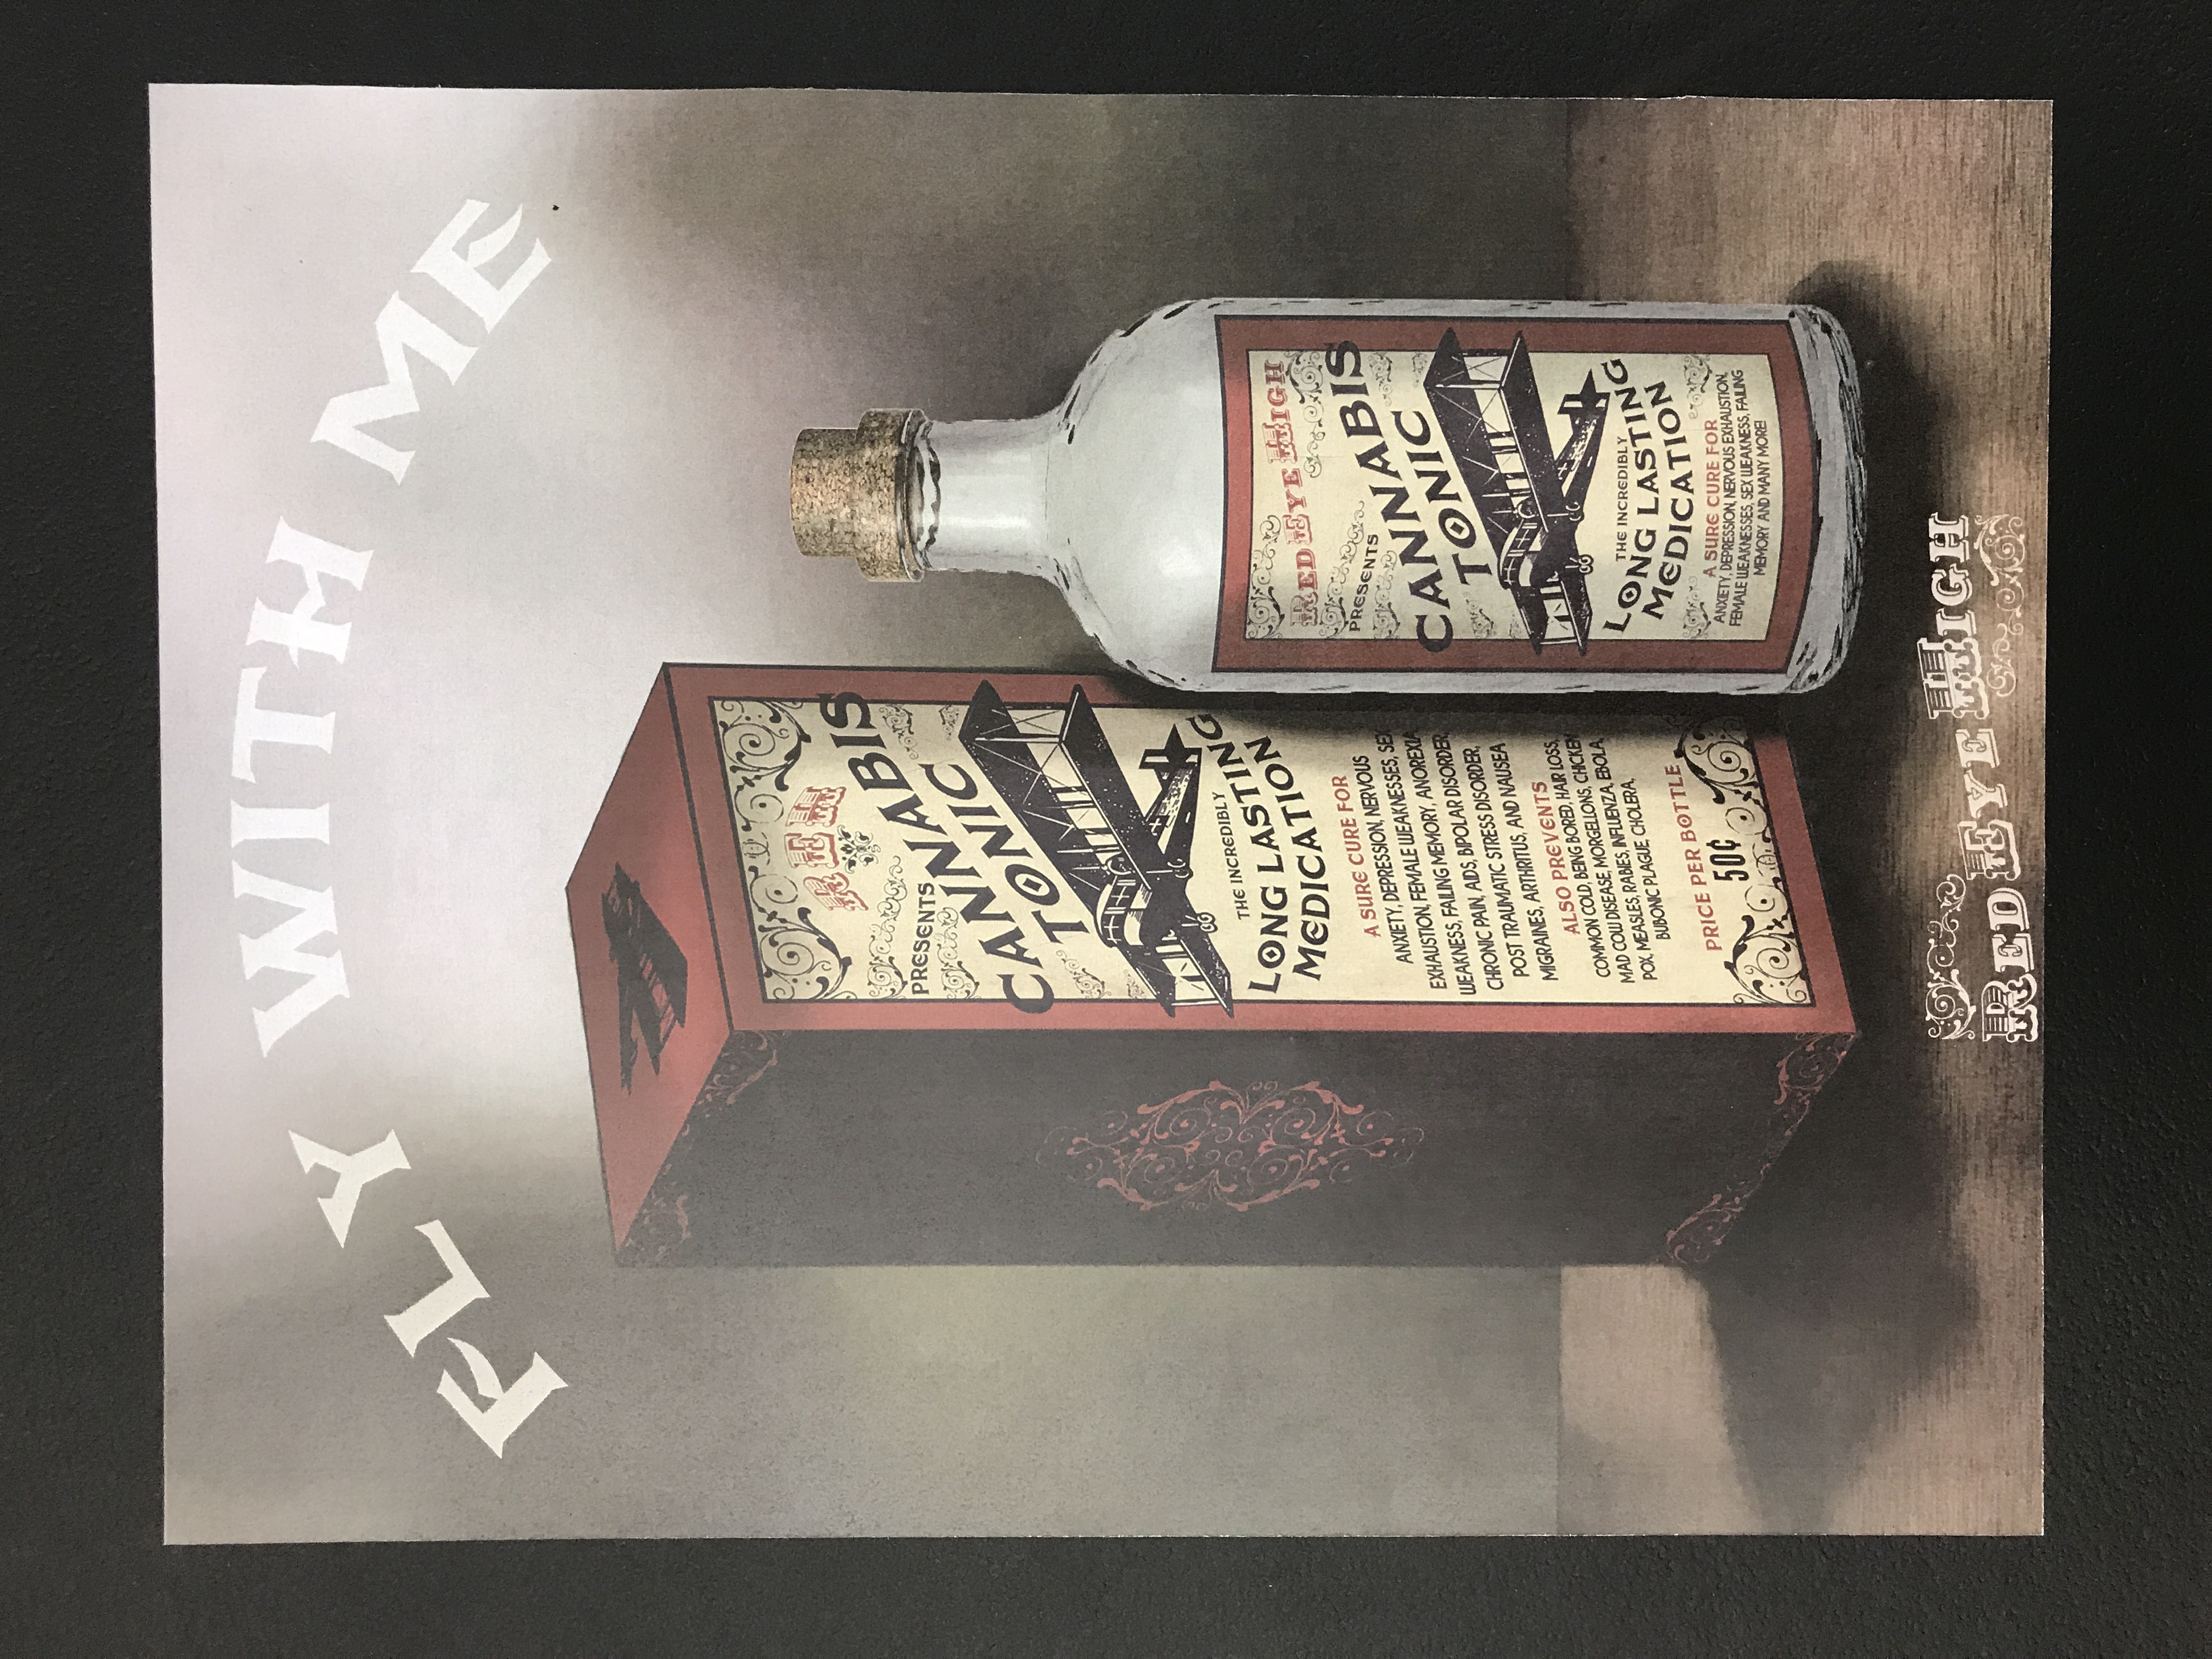 FLY WITH ME
REH
PRESENTS
CANNABIS
TONIC
THE INCREDIBLY
LONG LASTING
MEDICATION
A SURE CURE FOR
ANXIETY, DEPRESSION, NERVOUS
EXHAUSTION, FEMALE WEAKNESSES, SEX
WEAKNESS, FAILING MEMORY, ANOREXIA
CHRONIC PAIN, AIDS, BIPOLAR DISORDER,
POST TRAUMATIC STRESS DISORDER,
MIGRAINES, ARTHRITUS, AND NAUSEA
ALSO PREVENTS
COMMON COLD, BEING BORED, HAIR LOSS,
MAD COW DISEASE, MORGELLONS, CHICKEN
POX, MEASLES, RABIES, INFLUENZA, EBOLA,
BUBONIC PLAGUE, CHOLERA,
PRICE PER BOTTLE
50¢
RED EYE HIGH
PRESENTS
CANNABIS
TONIC
THE INCREDIBLY
LONG LASTING
MEDICATION
A SURE CURE FOR
ANXIETY, DEPRESSION, NERVOUS EXHAUSTION,
FEMALE WEAKNESSES, SEX WEAKNESS, FAILING
MEMORY AND MANY MORE!
RED EYE HIGH